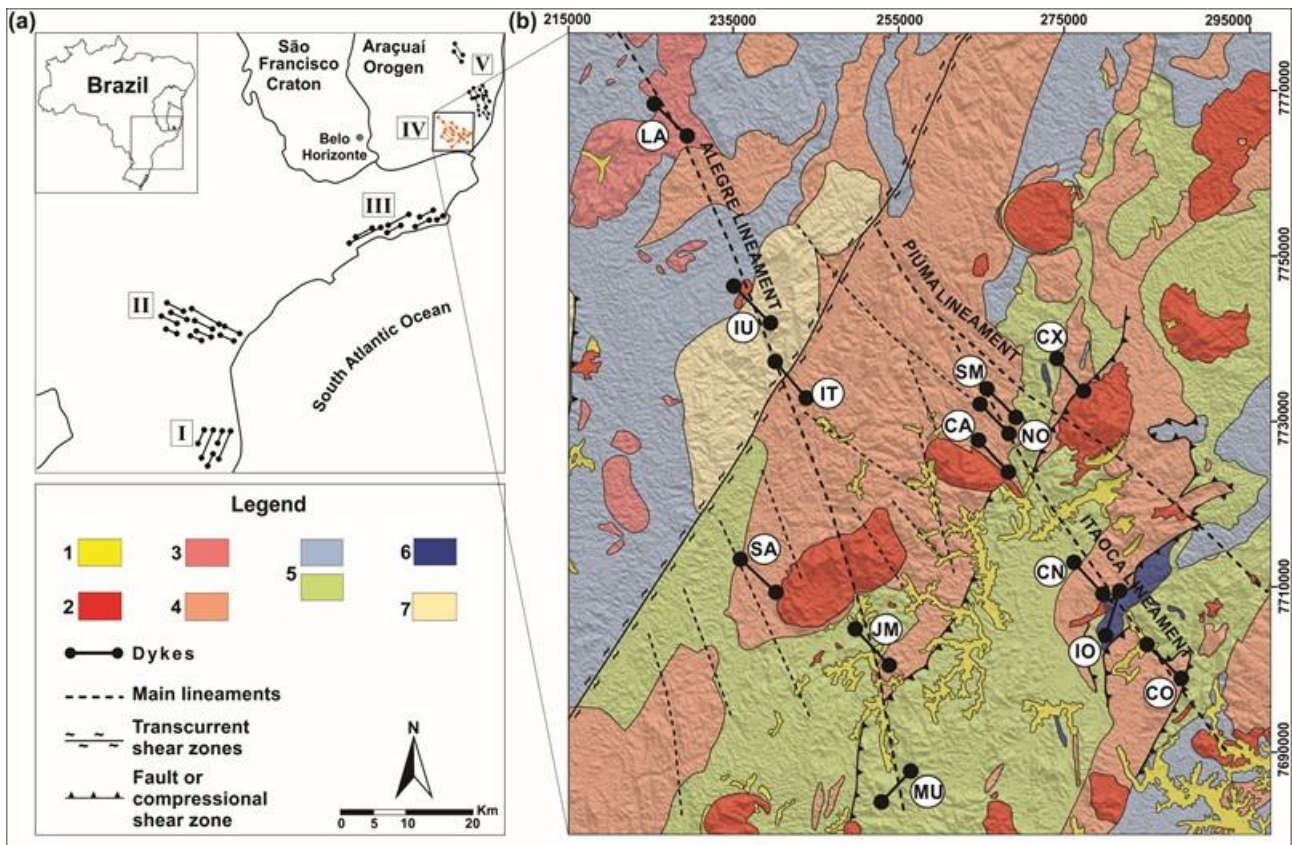 (a)
Brazil
São
Francisco
Craton
Araçuaí
Orogen
V
IV
Belo
Horizonte
III
II
I
South Atlantic Ocean
Legend
1
3
5
6
2
4
7
Dykes
Main lineaments
Transcurrent
shear zones
Fault or
compressional
shear zone
N
Km
0 5 10 20
(b)
215000 235000 255000 275000 295000
7770000
7750000
7730000
7710000
7690000
LA
ALEGRE LINEAMENT
PIÚMA LINEAMENT
IU
IT
CX
SM
CA
NO
SA
ITAOCA LINEAMENT
CN
JM
IO
CO
MU